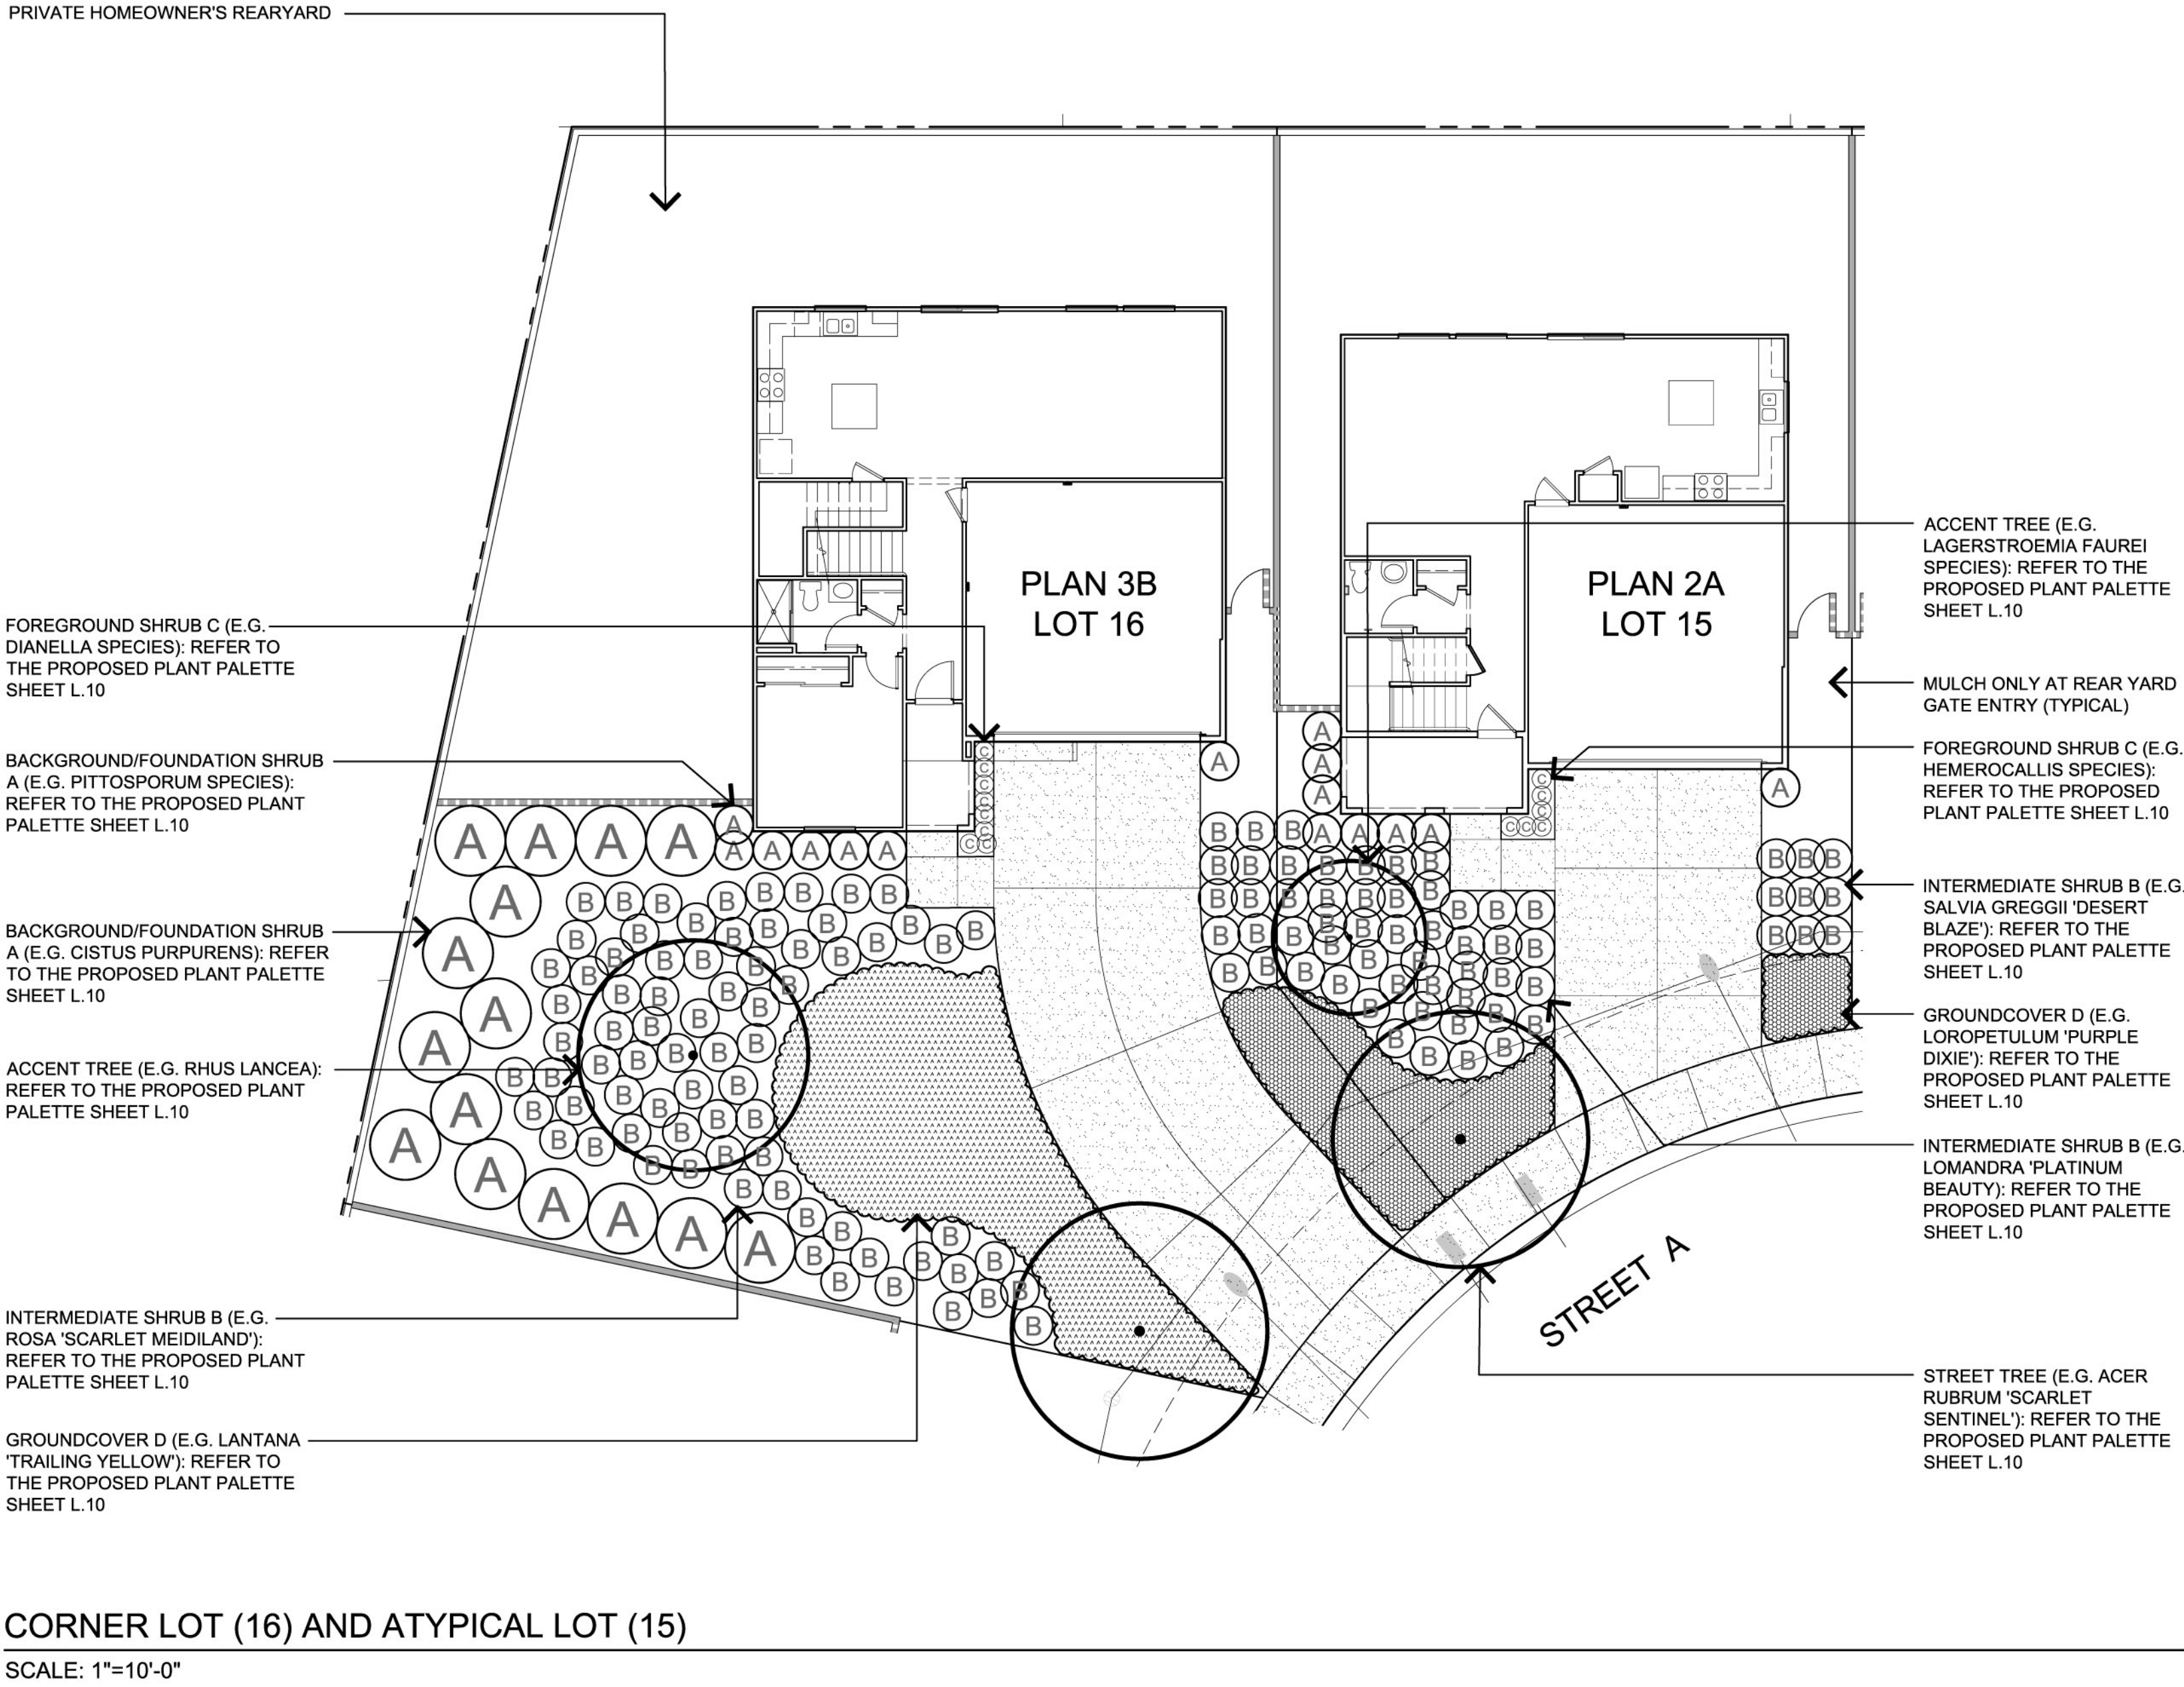 PRIVATE HOMEOWNER'S REARYARD
FOREGROUND SHRUB C (E.G.
DIANELLA SPECIES): REFER TO
THE PROPOSED PLANT PALETTE
SHEET L.10
BACKGROUND/FOUNDATION SHRUB
A (E.G. PITTOSPORUM SPECIES):
REFER TO THE PROPOSED PLANT
PALETTE SHEET L.10
BACKGROUND/FOUNDATION SHRUB
A (E.G. CISTUS PURPURENS): REFER
TO THE PROPOSED PLANT PALETTE
SHEET L.10
ACCENT TREE (E.G. RHUS LANCEA):
REFER TO THE PROPOSED PLANT
PALETTE SHEET L.10
INTERMEDIATE SHRUB B (E.G.
ROSA 'SCARLET MEIDILAND'):
REFER TO THE PROPOSED PLANT
PALETTE SHEET L.10
GROUNDCOVER D (E.G. LANTANA
'TRAILING YELLOW'): REFER TO
THE PROPOSED PLANT PALETTE
SHEET L.10
PLAN 3B
LOT 16
PLAN 2A
LOT 15
A A A A A
A A A A A
STREET A
ACCENT TREE (E.G.
LAGERSTROEMIA FAUREI
SPECIES): REFER TO THE
PROPOSED PLANT PALETTE
SHEET L.10
MULCH ONLY AT REAR YARD
GATE ENTRY (TYPICAL)
FOREGROUND SHRUB C (E.G.
HEMEROCALLIS SPECIES):
REFER TO THE PROPOSED
PLANT PALETTE SHEET L.10
INTERMEDIATE SHRUB B (E.G.
SALVIA GREGGII 'DESERT
BLAZE'): REFER TO THE
PROPOSED PLANT PALETTE
SHEET L.10
GROUNDCOVER D (E.G.
LOROPETULUM 'PURPLE
DIXIE'): REFER TO THE
PROPOSED PLANT PALETTE
SHEET L.10
INTERMEDIATE SHRUB B (E.G.
LOMANDRA 'PLATINUM
BEAUTY): REFER TO THE
PROPOSED PLANT PALETTE
SHEET L.10
STREET TREE (E.G. ACER
RUBRUM 'SCARLET
SENTINEL'): REFER TO THE
PROPOSED PLANT PALETTE
SHEET L.10
CORNER LOT (16) AND ATYPICAL LOT (15)
SCALE: 1"=10'-0"